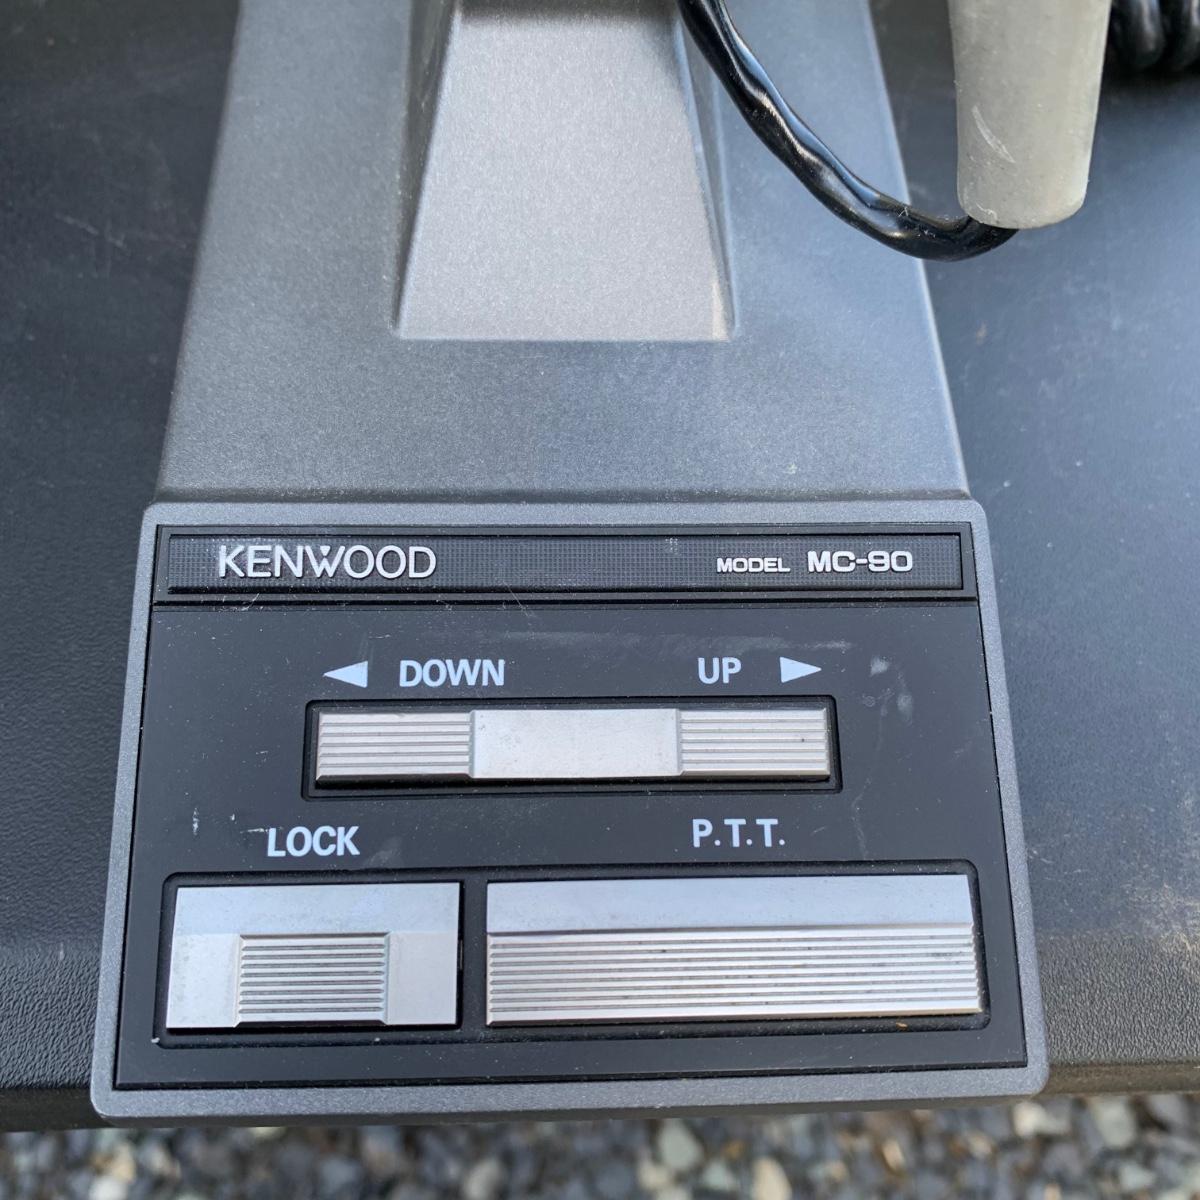 KENWOOD MODEL MC-90
◀ DOWN UP ▶
LOCK P.T.T.